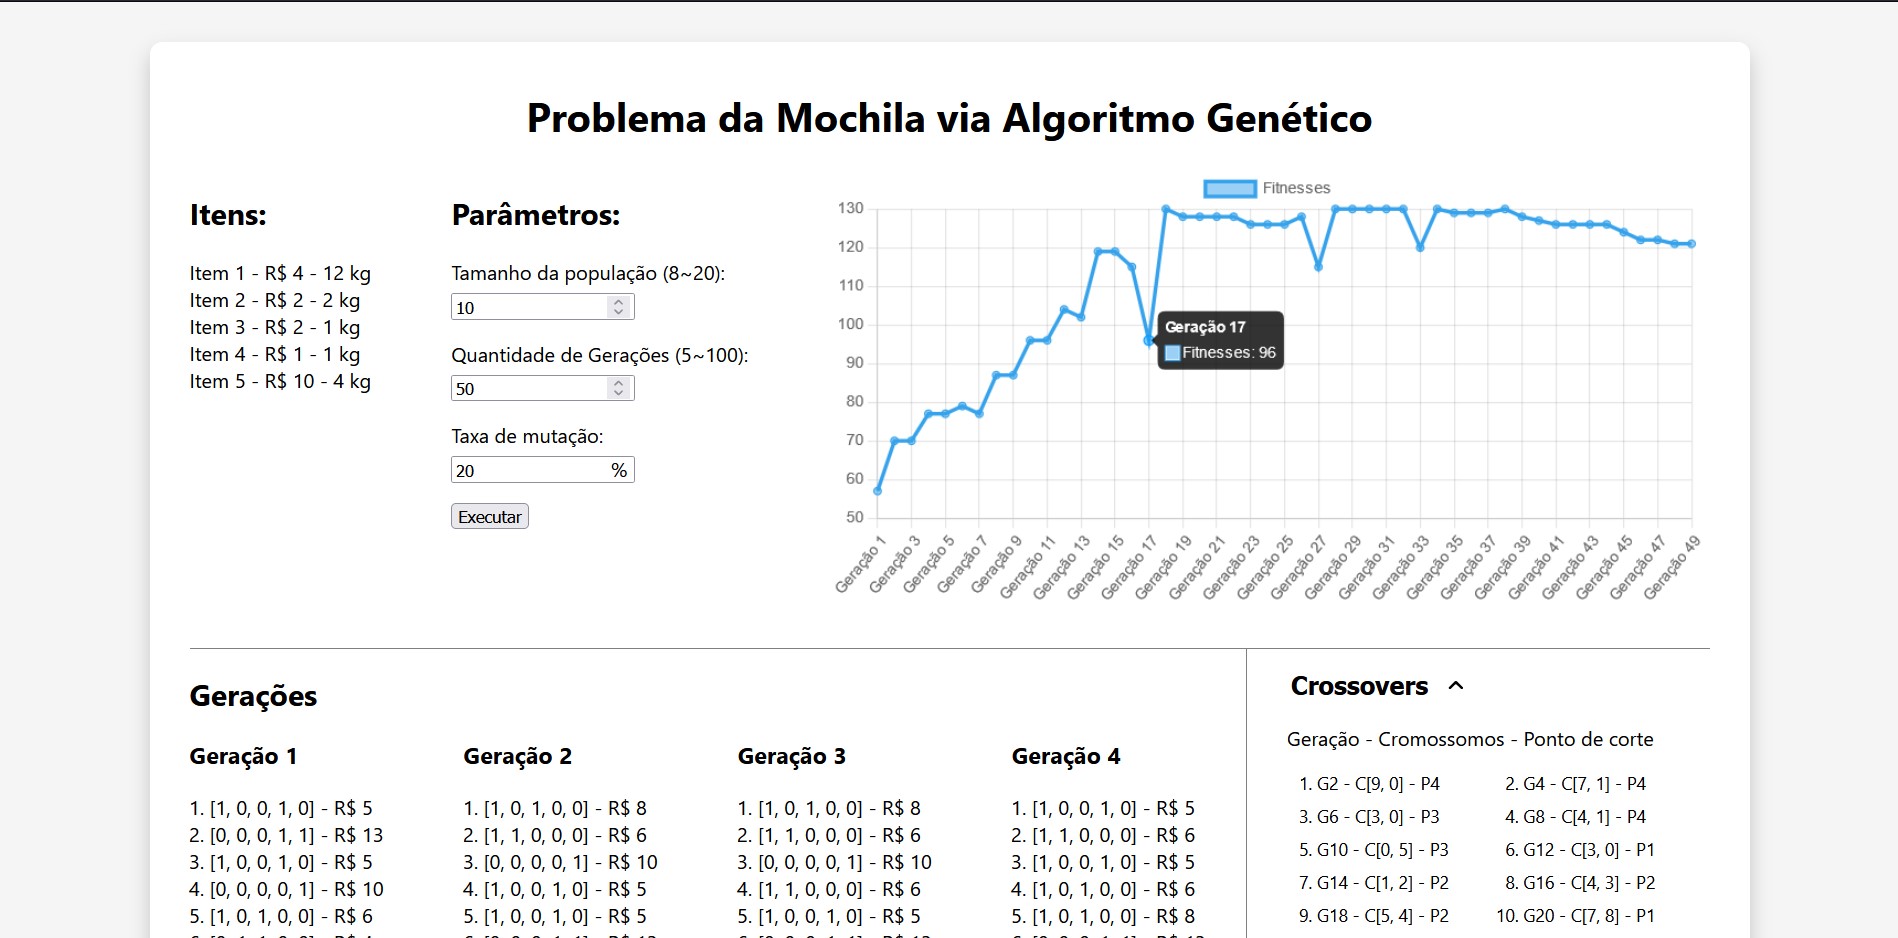 Problema da Mochila via Algoritmo Genético
Itens:
Item 1 - R$ 4 - 12 kg
Item 2 - R$ 2 - 2 kg
Item 3 - R$ 2 - 1 kg
Item 4 - R$ 1 - 1 kg
Item 5 - R$ 10 - 4 kg
Parâmetros:
Tamanho da população (8~20):
10
Quantidade de Gerações (5~100):
50
Taxa de mutação:
20 %
Executar
Fitnesses
130
120
110
100
90
80
70
60
50
Geração 17
Fitnesses: 96
Geração 1
Geração 3
Geração 5
Geração 7
Geração 9
Geração 11
Geração 13
Geração 15
Geração 17
Geração 19
Geração 21
Geração 23
Geração 25
Geração 27
Geração 29
Geração 31
Geração 33
Geração 35
Geração 37
Geração 39
Geração 41
Geração 43
Geração 45
Geração 47
Geração 49
Gerações
Geração 1
1. [1, 0, 0, 1, 0] - R$ 5
2. [0, 0, 0, 1, 1] - R$ 13
3. [1, 0, 0, 1, 0] - R$ 5
4. [0, 0, 0, 0, 1] - R$ 10
5. [1, 0, 1, 0, 0] - R$ 6
Geração 2
1. [1, 0, 1, 0, 0] - R$ 8
2. [1, 1, 0, 0, 0] - R$ 6
3. [0, 0, 0, 0, 1] - R$ 10
4. [1, 0, 0, 1, 0] - R$ 5
5. [1, 0, 0, 1, 0] - R$ 5
Geração 3
1. [1, 0, 1, 0, 0] - R$ 8
2. [1, 1, 0, 0, 0] - R$ 6
3. [0, 0, 0, 0, 1] - R$ 10
4. [1, 1, 0, 0, 0] - R$ 6
5. [1, 0, 0, 1, 0] - R$ 5
Geração 4
1. [1, 0, 0, 1, 0] - R$ 5
2. [1, 1, 0, 0, 0] - R$ 6
3. [1, 0, 0, 1, 0] - R$ 5
4. [1, 0, 1, 0, 0] - R$ 6
5. [1, 0, 1, 0, 0] - R$ 8
Crossovers
Geração - Cromossomos - Ponto de corte
1. G2 - C[9, 0] - P4
2. G4 - C[7, 1] - P4
3. G6 - C[3, 0] - P3
4. G8 - C[4, 1] - P4
5. G10 - C[0, 5] - P3
6. G12 - C[3, 0] - P1
7. G14 - C[1, 2] - P2
8. G16 - C[4, 3] - P2
9. G18 - C[5, 4] - P2
10. G20 - C[7, 8] - P1